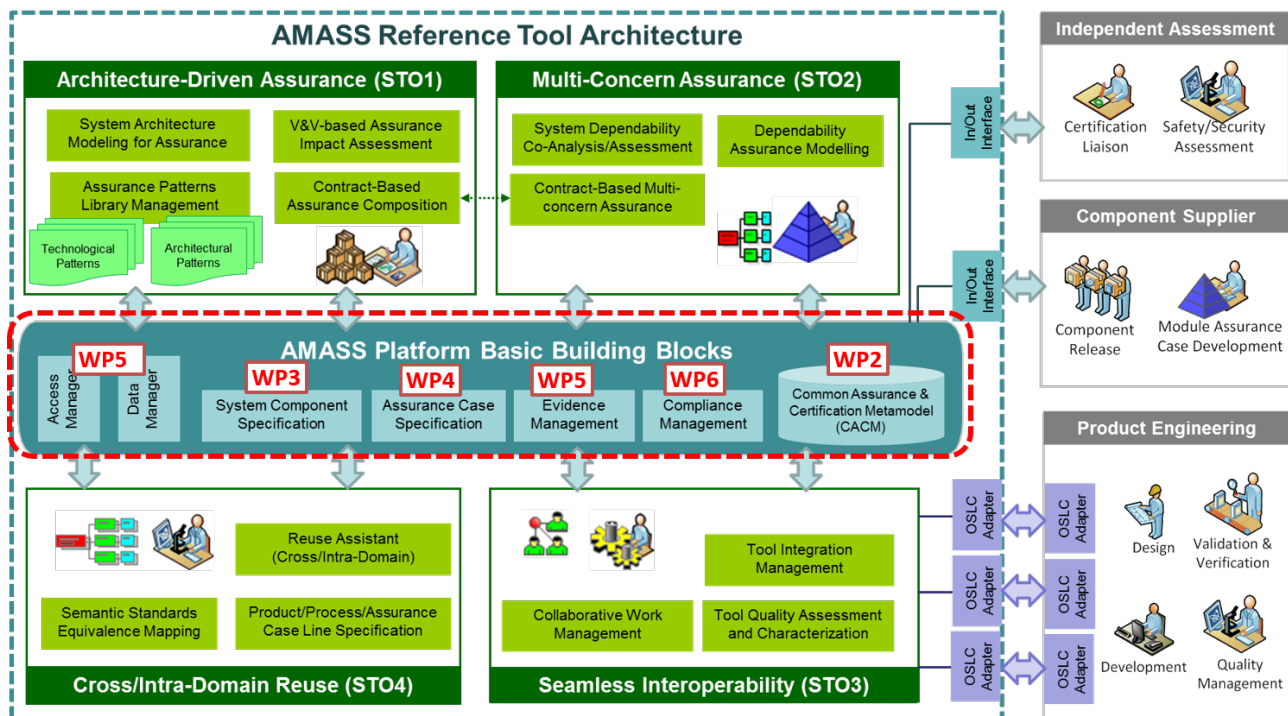 AMASS Reference Tool Architecture
Architecture-Driven Assurance (STO1)
System Architecture
Modeling for Assurance
V&V-based Assurance
Impact Assessment
Assurance Patterns
Library Management
Contract-Based
Assurance Composition
Technological
Patterns
Architectural
Patterns
Multi-Concern Assurance (STO2)
System Dependability
Co-Analysis/Assessment
Dependability
Assurance Modelling
Contract-Based Multi-
concern Assurance
In/Out
Interface
In/Out
Interface
Independent Assessment
Certification
Liaison
Safety/Security
Assessment
Component Supplier
Component
Release
Module Assurance
Case Development
AMASS Platform Basic Building Blocks
WP5
WP3
WP4
WP5
WP6
WP2
Access
Manager
Data
Manager
System Component
Specification
Assurance Case
Specification
Evidence
Management
Compliance
Management
Common Assurance &
Certification Metamodel
(CACM)
Reuse Assistant
(Cross/Intra-Domain)
Semantic Standards
Equivalence Mapping
Product/Process/Assurance
Case Line Specification
Cross/Intra-Domain Reuse (STO4)
Tool Integration
Management
Collaborative Work
Management
Tool Quality Assessment
and Characterization
Seamless Interoperability (STO3)
OSLC
Adapter
OSLC
Adapter
OSLC
Adapter
OSLC
Adapter
OSLC
Adapter
OSLC
Adapter
Product Engineering
Design
Validation &
Verification
Development
Quality
Management